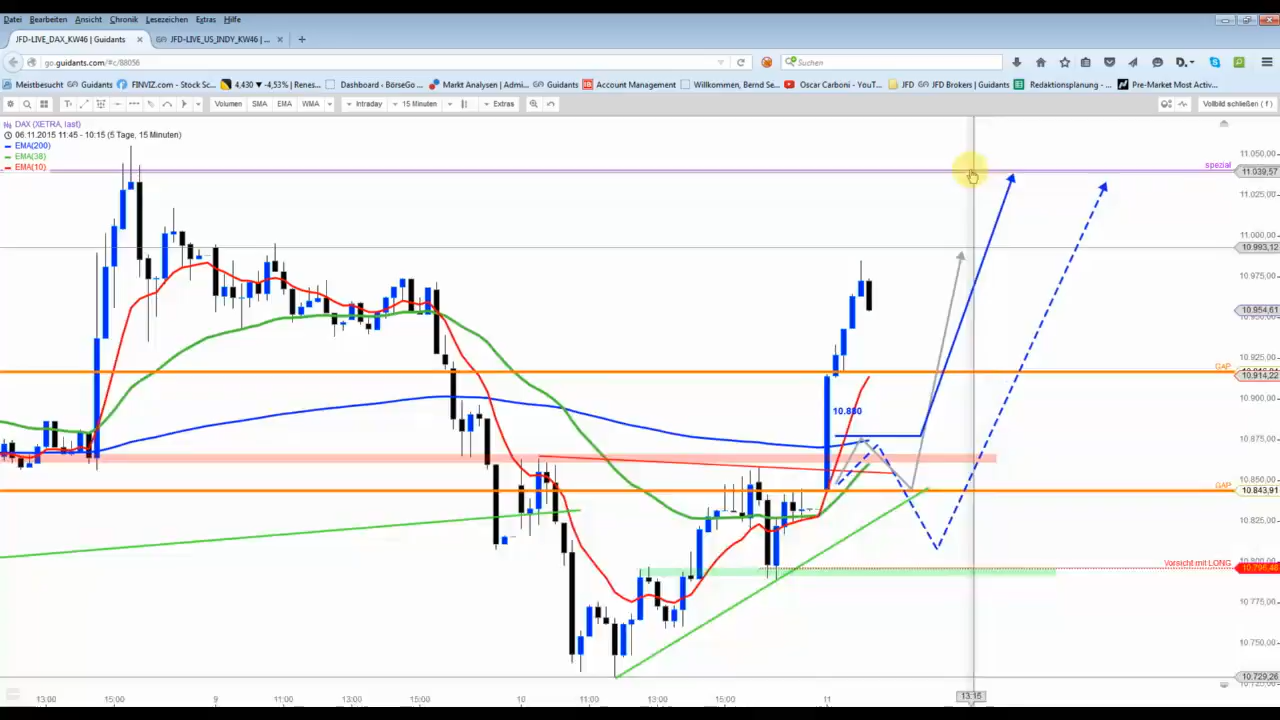 Datei Bearbeiten Ansicht Chronik Lesezeichen Extras Hilfe
JFD-LIVE_DAX_KW46 | Guidants × JFD-LIVE_US_INDY_KW46 | ... × +
go.guidants.com/#c/88056 Suchen
Meistbesucht Guidants FINVIZ.com - Stock Sc... 4,430 ▼ -4,53% | Renes... Dashboard - BörseGo ... Markt Analysen | Armi... Guidants Account Management Willkommen, Bernd Se... Oscar Carboni - YouT... JFD JFD Brokers | Guidants Redaktionsplanung - ... Pre-Market Most Activ...
Volumen SMA EMA WMA Intraday 15 Minuten Extras Vollbild schließen ( f )
DAX (XETRA, last)
06.11.2015 11:45 - 10:15 (5 Tage, 15 Minuten)
EMA(200)
EMA(38)
EMA(10)
11.050,00
spezial
11.039,57
11.025,00
11.000,00
10.993,12
10.975,00
10.954,61
10.925,00
GAP
10.914,22
10.900,00
10.880
10.875,00
10.850,00
GAP
10.843,91
10.825,00
Vorsicht mit LONG
10.796,48
10.775,00
10.750,00
10.729,26
13:00 15:00 9 11:00 13:00 15:00 10 11:00 13:00 15:00 11 13:15